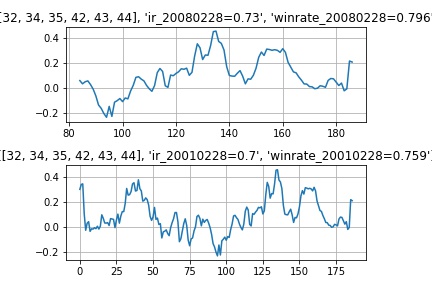 [32, 34, 35, 42, 43, 44], 'ir_20080228=0.73', 'winrate_20080228=0.796'
0.4
0.2
0.0
−0.2
80 100 120 140 160 180
[[32, 34, 35, 42, 43, 44], 'ir_20010228=0.7', 'winrate_20010228=0.759']
0.4
0.2
0.0
−0.2
0 25 50 75 100 125 150 175